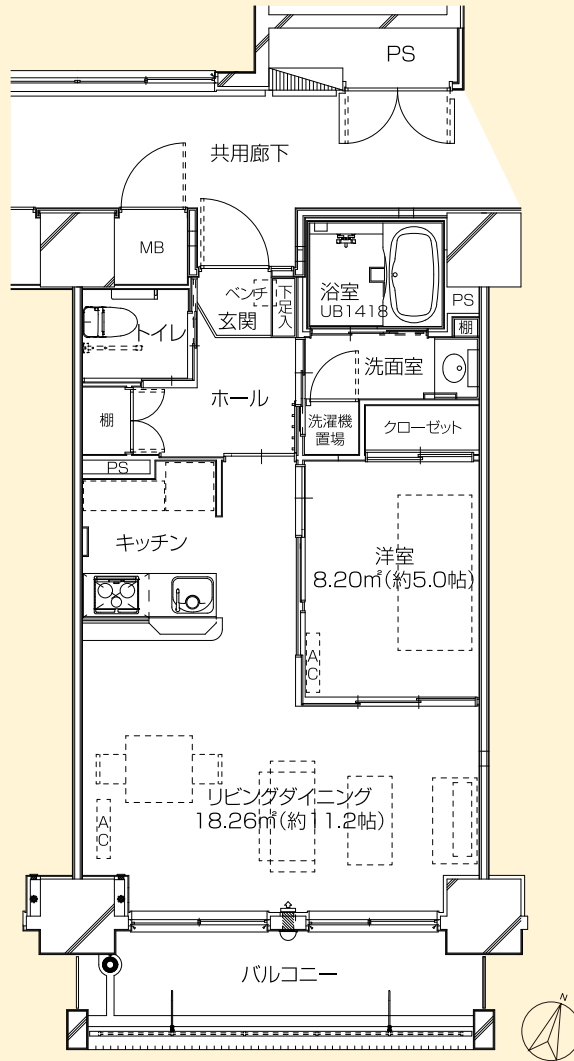 PS
共用廊下
MB
ベンチ
玄関
下足入
浴室
UB1418
PS
棚
トイレ
洗面室
ホール
棚
洗濯機
置場
クローゼット
PS
キッチン
洋室
8.20㎡(約5.0帖)
AC
リビングダイニング
18.26㎡(約11.2帖)
AC
バルコニー
N